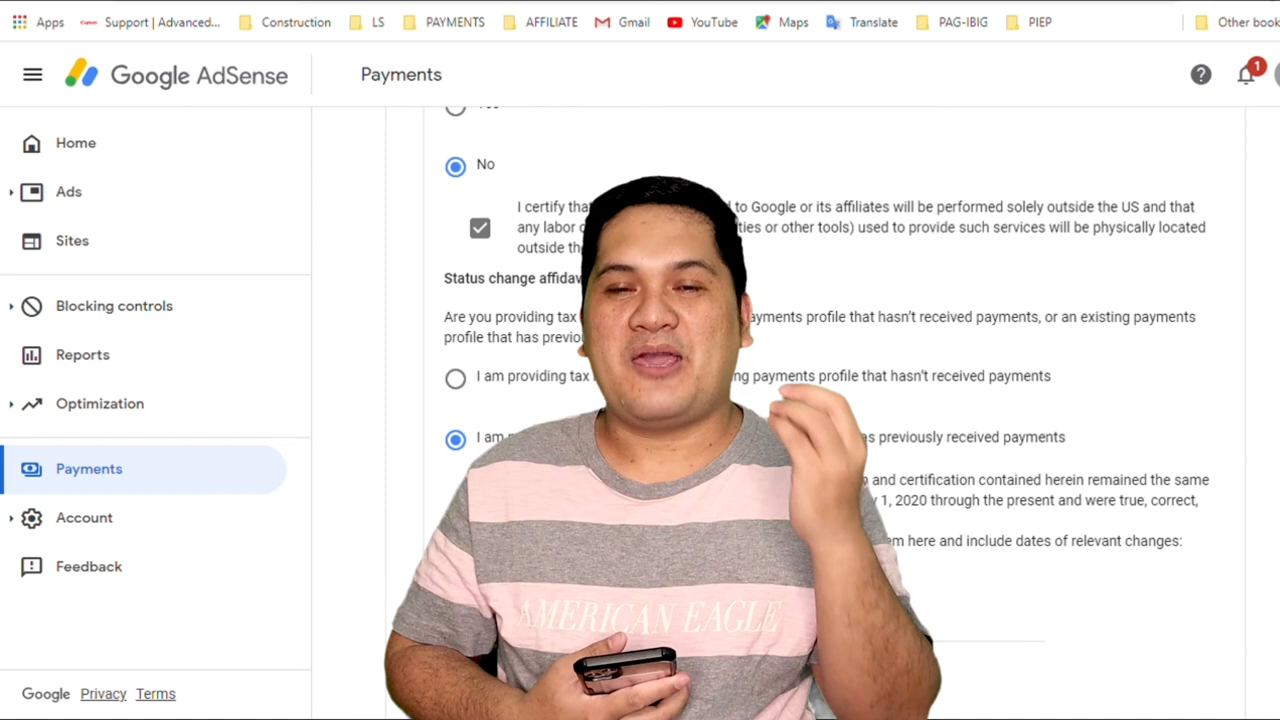 Apps Support | Advanced... Construction LS PAYMENTS AFFILIATE Gmail YouTube Maps Translate PAG-IBIG PIEP Other book
Google AdSense Payments 1
Home
Ads
Sites
Blocking controls
Reports
Optimization
Payments
Account
Feedback
Google Privacy Terms
No
I certify tha d to Google or its affiliates will be performed solely outside the US and that
any labor ties or other tools) used to provide such services will be physically located
outside th
Status change affidav
Are you providing tax ayments profile that hasn't received payments, or an existing payments
profile that has previou
I am providing tax ng payments profile that hasn't received payments
I am as previously received payments
and certification contained herein remained the same
1, 2020 through the present and were true, correct,
em here and include dates of relevant changes:
AMERICAN EAGLE